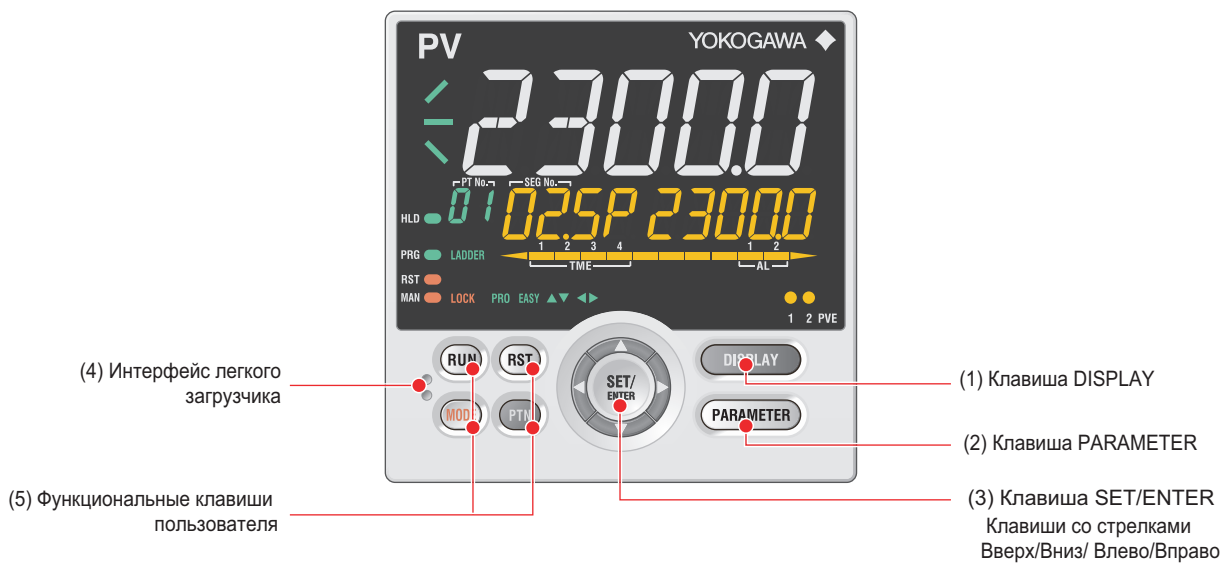 PV YOKOGAWA
2300.0
PT No. SEG No.
HLD 01 02.SP 2300.0
1 2 3 4 1 2
PRG LADDER
TME AL
RST
MAN LOCK PRO EASY
1 2 PVE
RUN RST DISPLAY
SET/
ENTER
MODE PTN PARAMETER
(4) Интерфейс легкого
загрузчика
(5) Функциональные клавиши
пользователя
(1) Клавиша DISPLAY
(2) Клавиша PARAMETER
(3) Клавиша SET/ENTER
Клавиши со стрелками
Вверх/Вниз/ Влево/Вправо